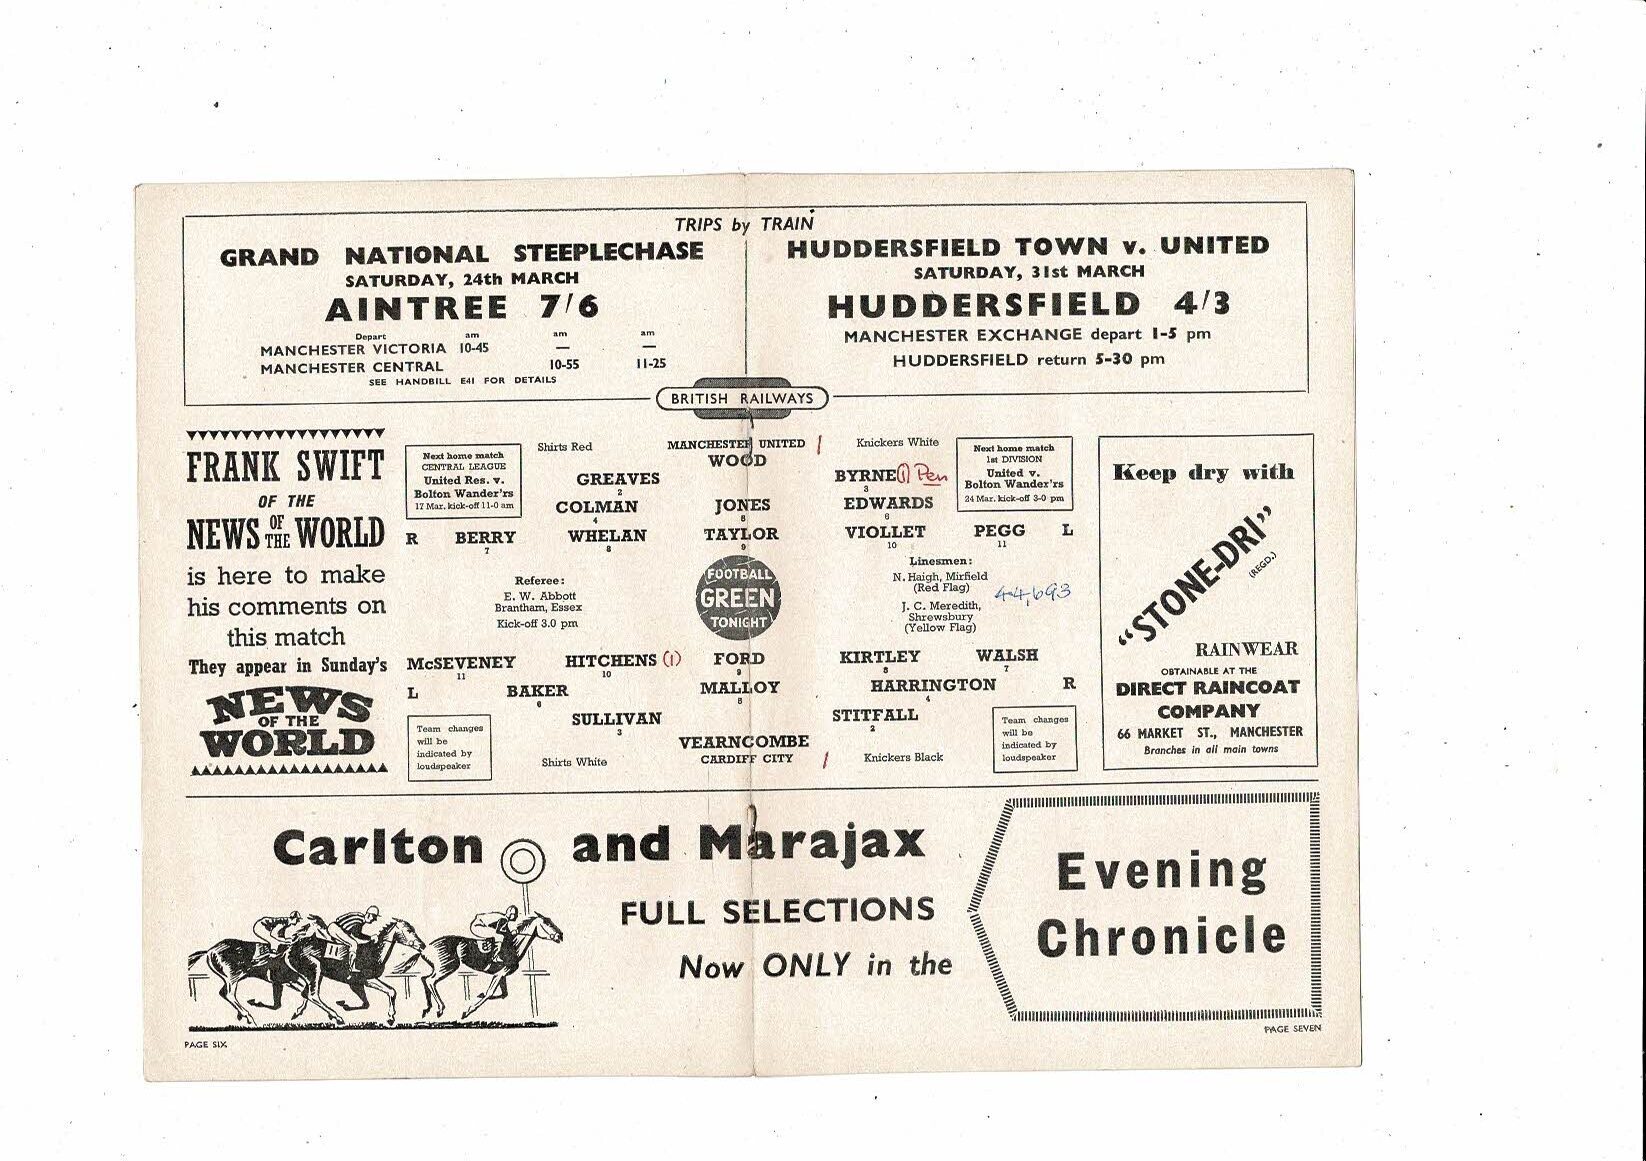 TRIPS by TRAIN
GRAND NATIONAL STEEPLECHASE
SATURDAY, 24th MARCH
AINTREE 7/6
Depart am am am
MANCHESTER VICTORIA 10-45 — —
MANCHESTER CENTRAL 10-55 11-25
SEE HANDBILL E41 FOR DETAILS
HUDDERSFIELD TOWN v. UNITED
SATURDAY, 31st MARCH
HUDDERSFIELD 4/3
MANCHESTER EXCHANGE depart 1-5 pm
HUDDERSFIELD return 5-30 pm
BRITISH RAILWAYS
FRANK SWIFT
OF THE
NEWS OF THE WORLD
is here to make
his comments on
this match
They appear in Sunday's
NEWS
OF THE
WORLD
Next home match
CENTRAL LEAGUE
United Res. v.
Bolton Wander'rs
17 Mar. kick-off 11-0 am
Shirts Red
MANCHESTER UNITED 1
Knickers White
Next home match
1st DIVISION
United v.
Bolton Wander'rs
24 Mar. kick-off 3-0 pm
WOOD
GREAVES BYRNE (1) Pen
2 3
COLMAN JONES EDWARDS
4 5 6
R BERRY WHELAN TAYLOR VIOLLET PEGG L
7 8 9 10 11
Referee:
E. W. Abbott
Brantham, Essex
Kick-off 3.0 pm
FOOTBALL
GREEN
TONIGHT
Linesmen:
N. Haigh, Mirfield
(Red Flag)
J. C. Meredith,
Shrewsbury
(Yellow Flag)
44,693
McSEVENEY HITCHENS (1) FORD KIRTLEY WALSH
11 10 9 8 7
L BAKER MALLOY HARRINGTON R
6 5 4
SULLIVAN STITFALL
3 2
VEARNCOMBE
CARDIFF CITY 1
Team changes
will be
indicated by
loudspeaker
Shirts White
Knickers Black
Team changes
will be
indicated by
loudspeaker
Keep dry with
"STONE-DRI"
(REGD.)
RAINWEAR
OBTAINABLE AT THE
DIRECT RAINCOAT
COMPANY
66 MARKET ST., MANCHESTER
Branches in all main towns
Carlton and Marajax
FULL SELECTIONS
Now ONLY in the
Evening
Chronicle
PAGE SIX
PAGE SEVEN